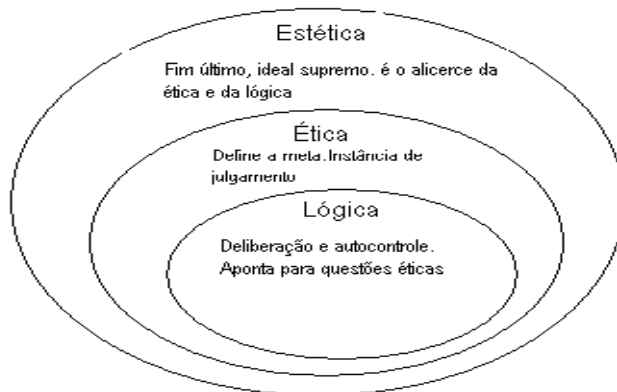 Estética
Fim último, ideal supremo. é o alicerce da
ética e da lógica
Ética
Define a meta.Instância de
julgamento
Lógica
Deliberação e autocontrole.
Aponta para questões éticas